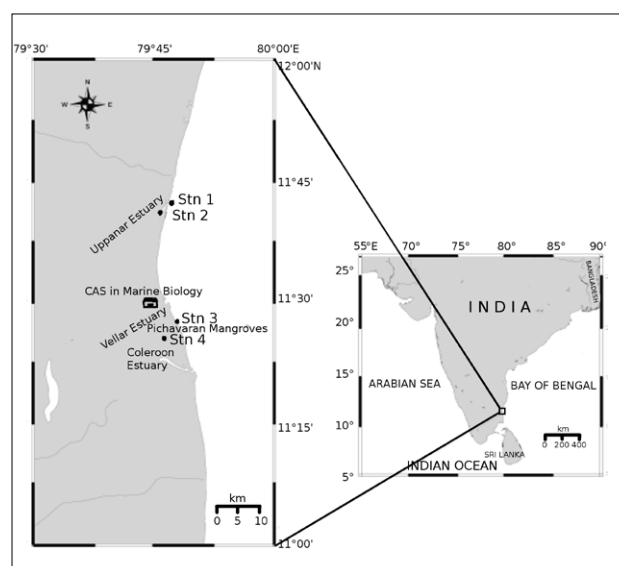 79°30'
79°45'
80°00'E
12°00'N
N
W
E
S
11°45'
Stn 1
Stn 2
Uppanar Estuary
CAS in Marine Biology
11°30'
Vellar Estuary
Stn 3
Pichavaran Mangroves
Stn 4
Coleroon
Estuary
11°15'
km
0 5 10
11°00'
55°E 65° 75° 80° 85° 90°
25°
20°
15°
10°
5°
BANGLADESH
INDIA
ARABIAN SEA
BAY OF BENGAL
km
0 200 400
SRI LANKA
INDIAN OCEAN